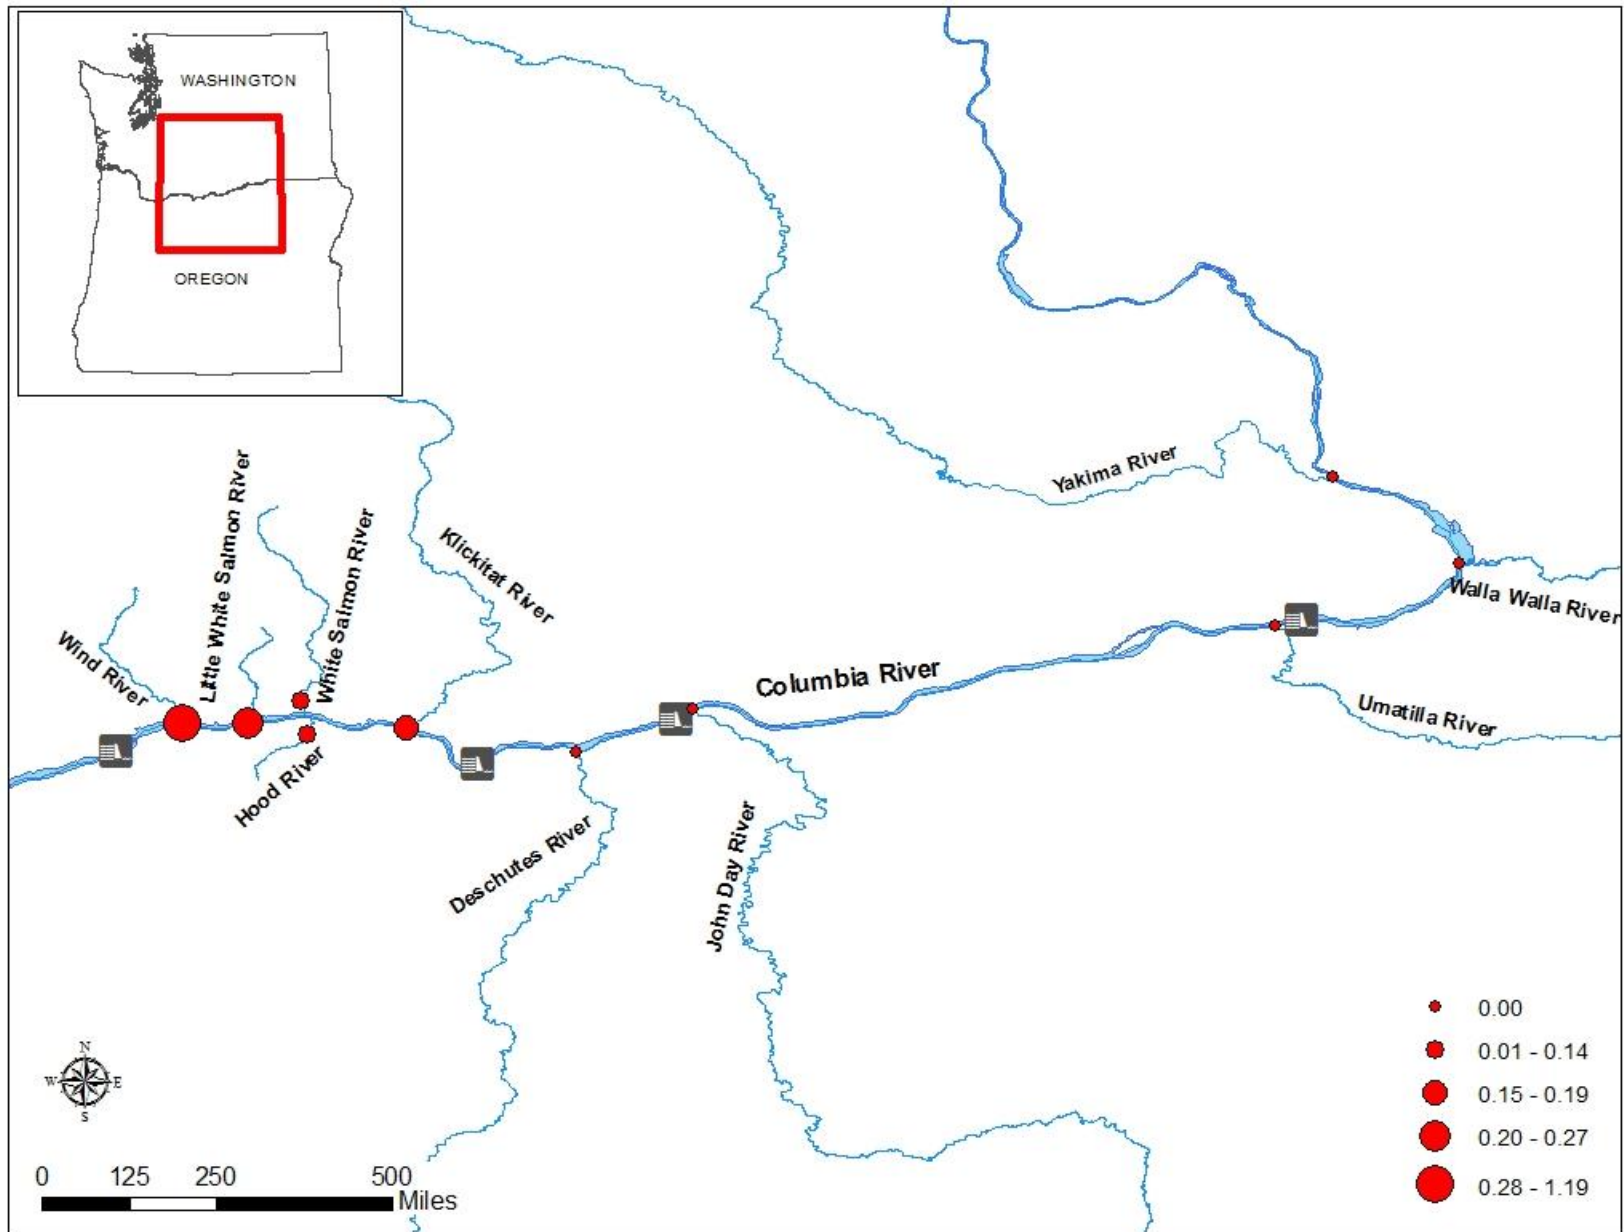 WASHINGTON
OREGON
Yakima River
Little White Salmon River
White Salmon River
Klickitat River
Walla Walla River
Wind River
Columbia River
Umatilla River
Hood River
Deschutes River
John Day River
N
W E
S
0 125 250 500
Miles
0.00
0.01 - 0.14
0.15 - 0.19
0.20 - 0.27
0.28 - 1.19